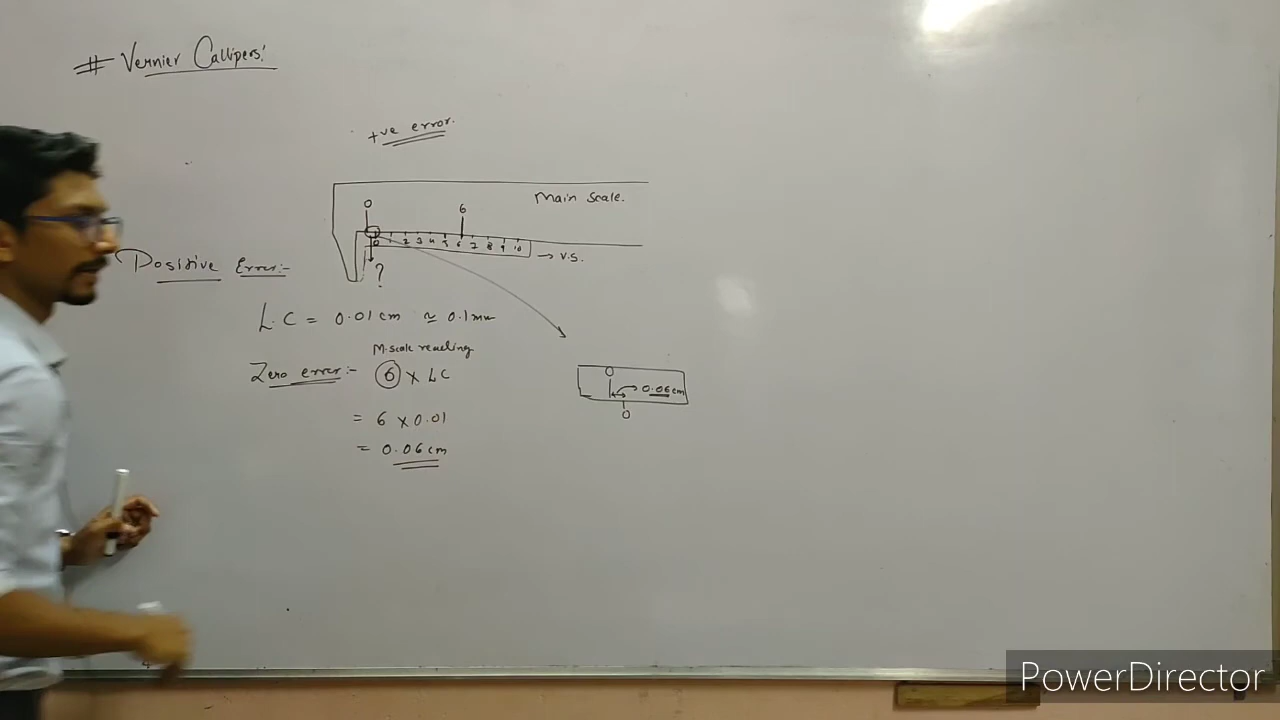 # Vernier Callipers:
+ve error.
0 6 Main Scale.
0 1 2 3 4 5 6 7 8 9 10 → V.S.
?
Positive Error:-
L.C = 0.01 cm ≃ 0.1mm
M.scale reading
Zero error:- 6 × LC
= 6 × 0.01
= 0.06 cm
0
0.06 cm
0
PowerDirector